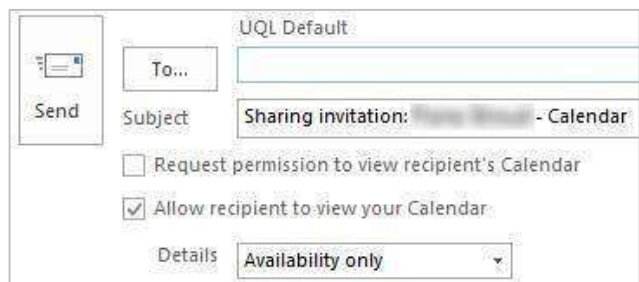 UQL Default
To...
Send
Subject
Sharing invitation: - Calendar
Request permission to view recipient's Calendar
Allow recipient to view your Calendar
Details
Availability only